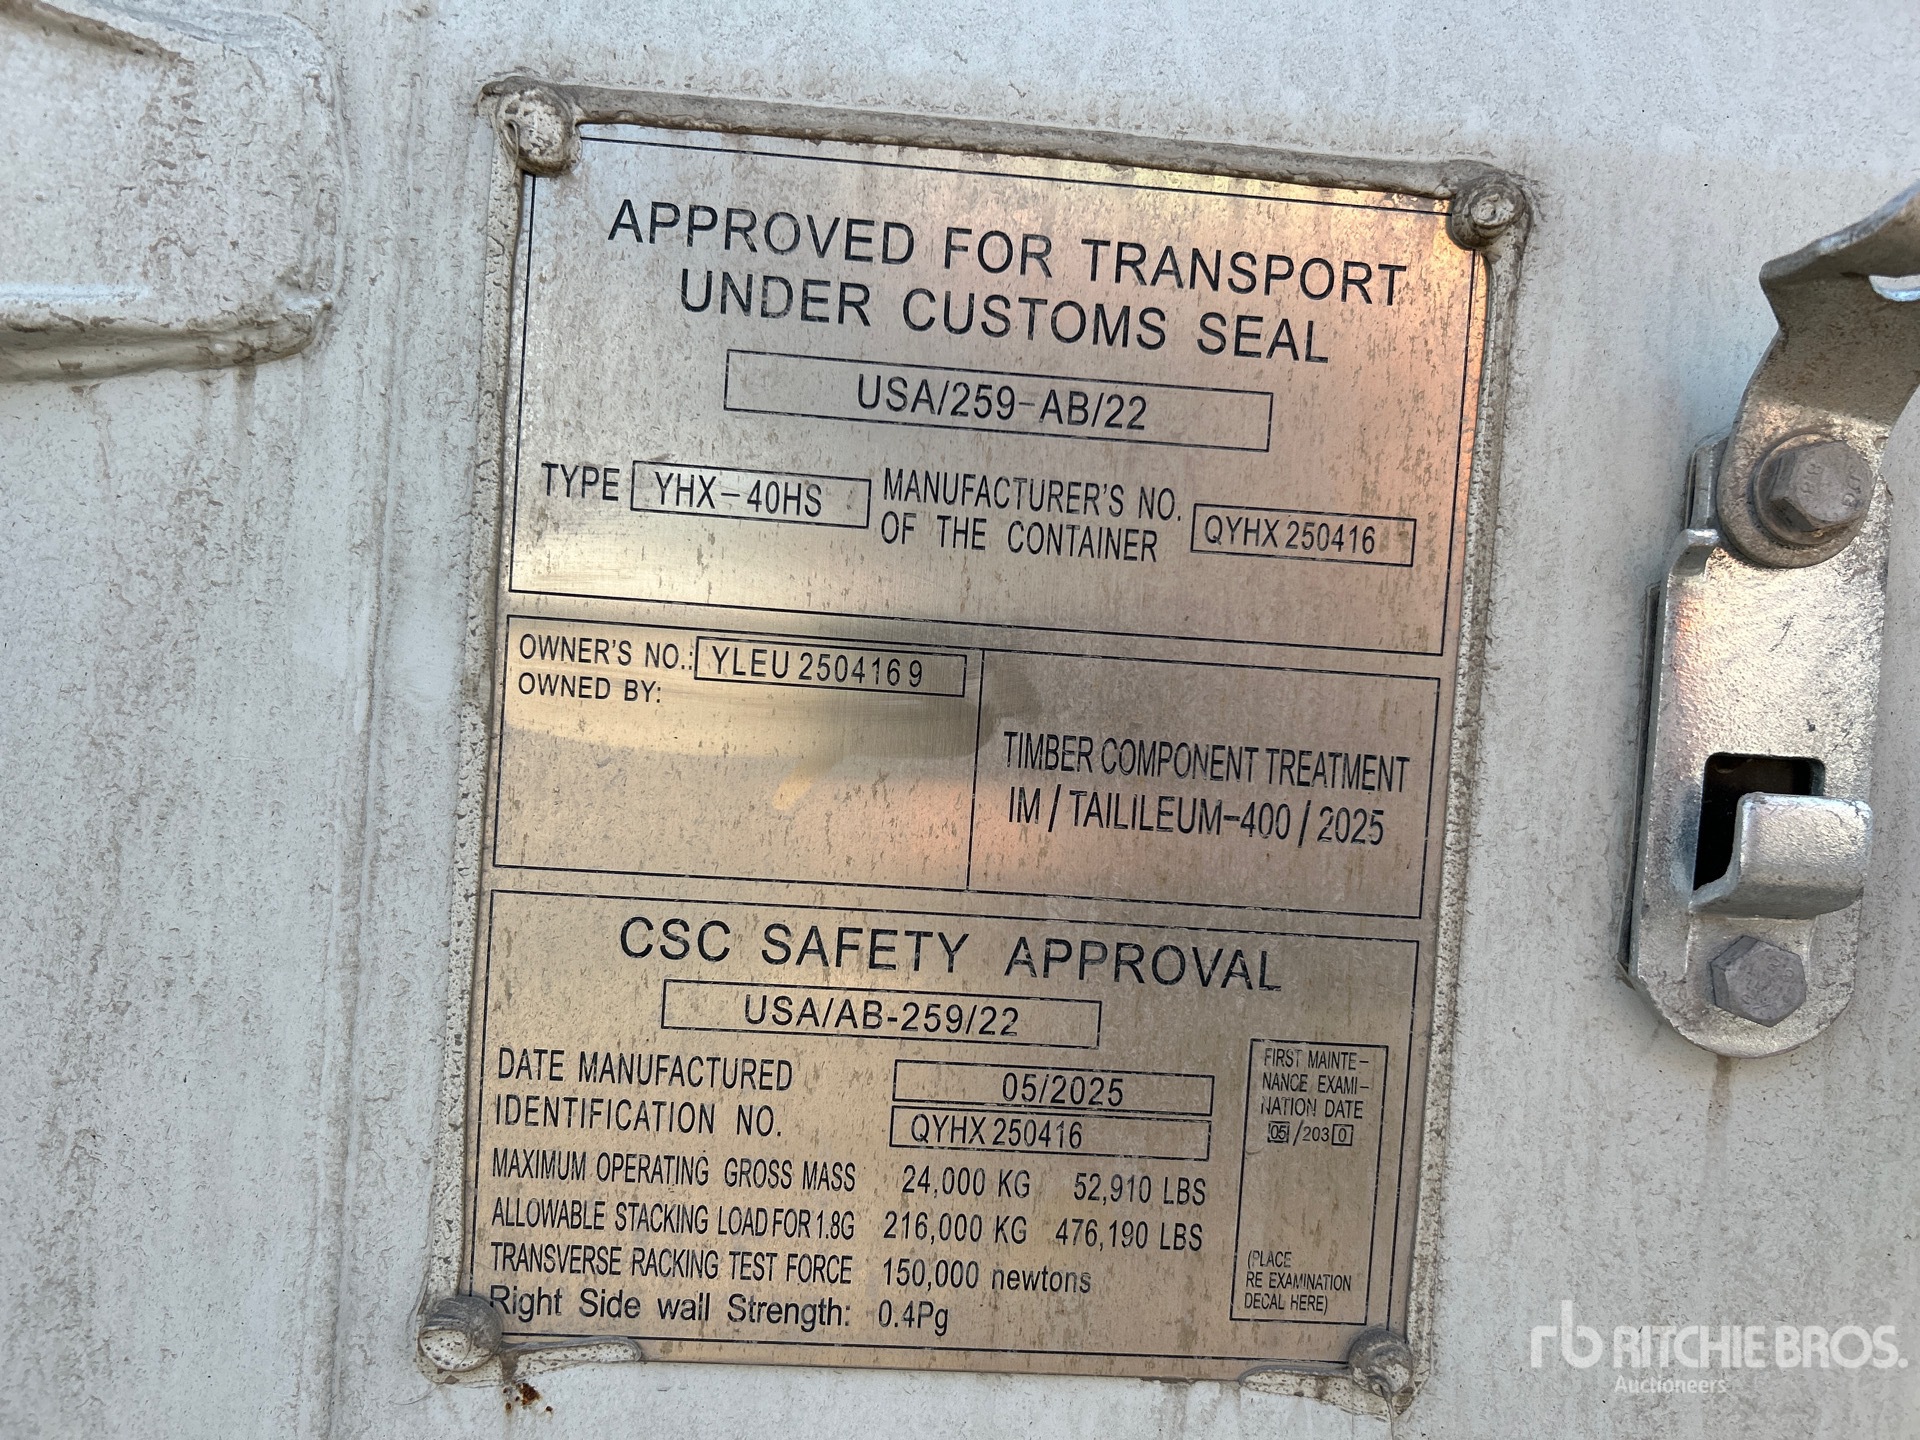 APPROVED FOR TRANSPORT
UNDER CUSTOMS SEAL
USA/259-AB/22
TYPE YHX-40HS MANUFACTURER'S NO.
OF THE CONTAINER QYHX 250416
OWNER'S NO.: YLEU 250416 9
OWNED BY:
TIMBER COMPONENT TREATMENT
IM / TAILILEUM-400 / 2025
CSC SAFETY APPROVAL
USA/AB-259/22
DATE MANUFACTURED 05/2025
IDENTIFICATION NO. QYHX 250416
MAXIMUM OPERATING GROSS MASS 24,000 KG 52,910 LBS
ALLOWABLE STACKING LOAD FOR 1.8G 216,000 KG 476,190 LBS
TRANSVERSE RACKING TEST FORCE 150,000 newtons
Right Side wall Strength: 0.4Pg
FIRST MAINTE-
NANCE EXAMI-
NATION DATE
05/2030
(PLACE
RE EXAMINATION
DECAL HERE)
rb RITCHIE BROS.
Auctioneers